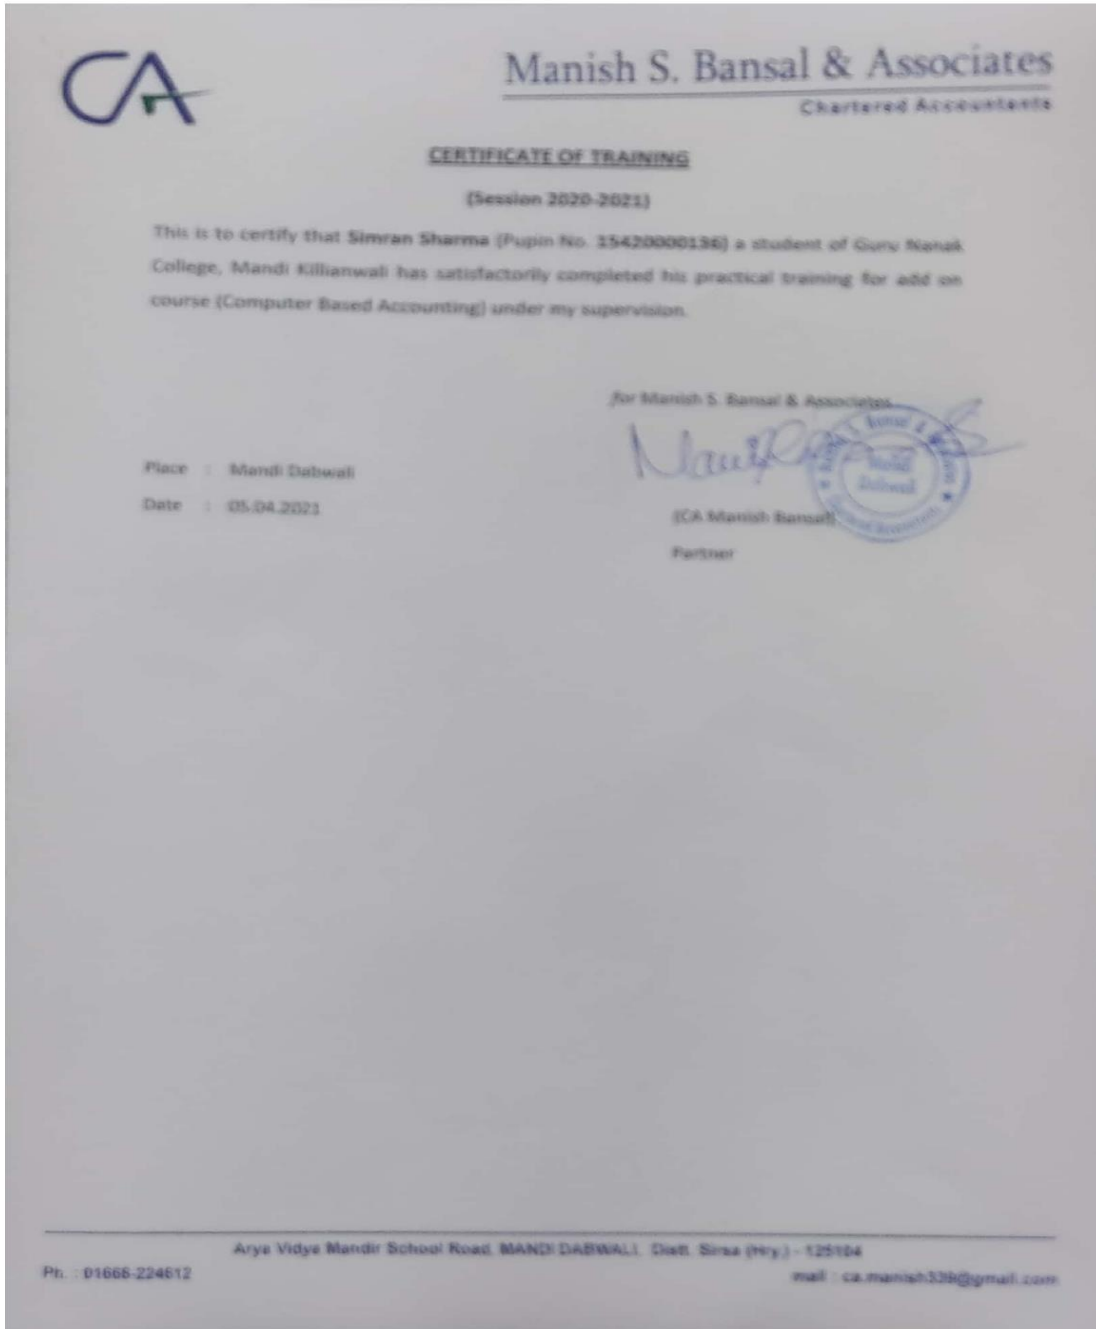 CA
Manish S. Bansal & Associates
Chartered Accountants
CERTIFICATE OF TRAINING
(Session 2020-2021)
This is to certify that Simran Sharma (Pupin No. 15420000136) a student of Guru Nanak
College, Mandi Killianwali has satisfactorily completed his practical training for add on
course (Computer Based Accounting) under my supervision.
for Manish S. Bansal & Associates
Place : Mandi Dabwali
Date : 05.04.2021
Mandi
Dabwali
(CA Manish Bansal)
Partner
Arya Vidya Mandir School Road, MANDI DABWALI, Distt. Sirsa (Hry.) - 125104
Ph. : 01668-224612
mail : ca.manish339@gmail.com